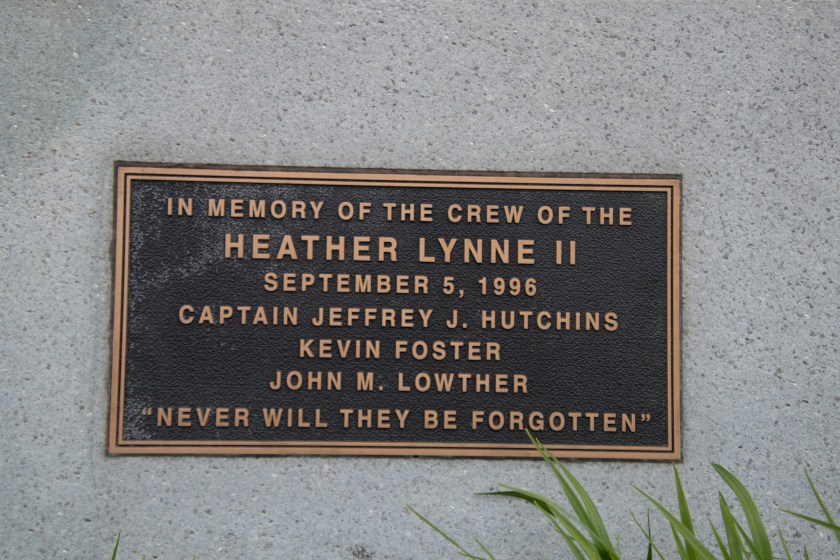 IN MEMORY OF THE CREW OF THE
HEATHER LYNNE II
SEPTEMBER 5, 1996
CAPTAIN JEFFREY J. HUTCHINS
KEVIN FOSTER
JOHN M. LOWTHER
“NEVER WILL THEY BE FORGOTTEN”